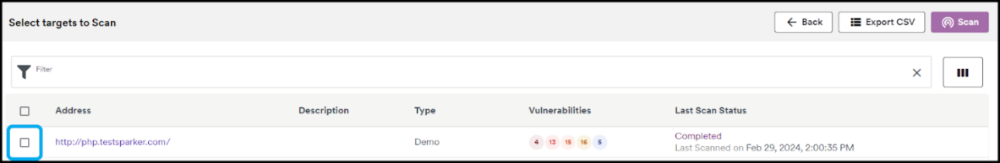 Select targets to Scan
Back
Export CSV
Scan
Filter
Address Description Type Vulnerabilities Last Scan Status
http://php.testsparker.com/ Demo 4 13 15 16 5 Completed
Last Scanned on Feb 29, 2024, 2:00:35 PM